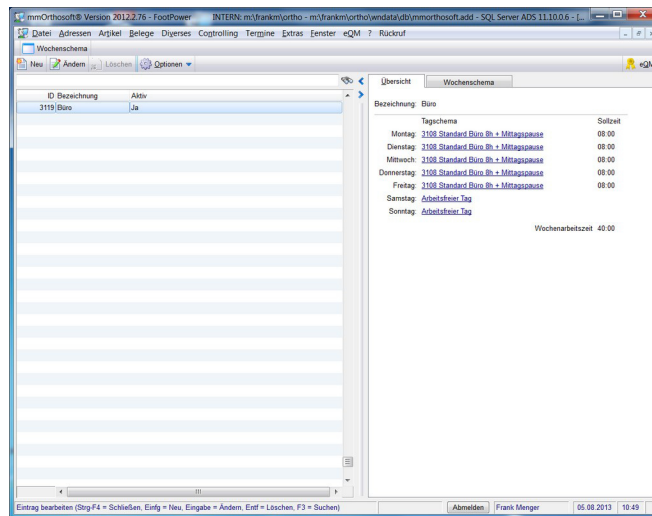 mmOrthosoft® Version 2012.2.76 - FootPower INTERN: m:\frankm\ortho - m:\frankm\ortho\wndata\db\mmorthosoft.add - SQL Server ADS 11.10.0.6 - [...
Datei Adressen Artikel Belege Diverses Controlling Termine Extras Fenster eQM ? Rückruf
Wochenschema
Neu Ändern Löschen Optionen eQM
Übersicht Wochenschema
ID Bezeichnung Aktiv
3119 Büro Ja
Bezeichnung: Büro
Tagschema Sollzeit
Montag: 3108 Standard Büro 8h + Mittagspause 08:00
Dienstag: 3108 Standard Büro 8h + Mittagspause 08:00
Mittwoch: 3108 Standard Büro 8h + Mittagspause 08:00
Donnerstag: 3108 Standard Büro 8h + Mittagspause 08:00
Freitag: 3108 Standard Büro 8h + Mittagspause 08:00
Samstag: Arbeitsfreier Tag
Sonntag: Arbeitsfreier Tag
Wochenarbeitszeit 40:00
Eintrag bearbeiten (Strg-F4 = Schließen, Einfg = Neu, Eingabe = Ändern, Entf = Löschen, F3 = Suchen) Abmelden Frank Menger 05.08.2013 10:49